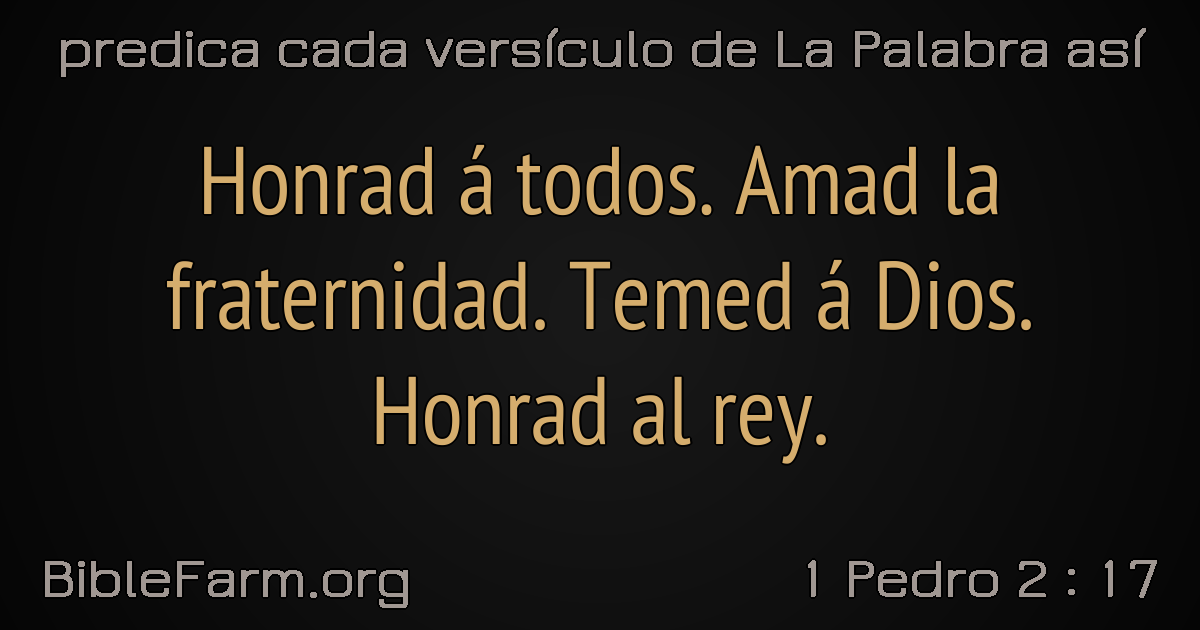 predica cada versículo de La Palabra así
Honrad á todos. Amad la
fraternidad. Temed á Dios.
Honrad al rey.
BibleFarm.org
1 Pedro 2 : 17